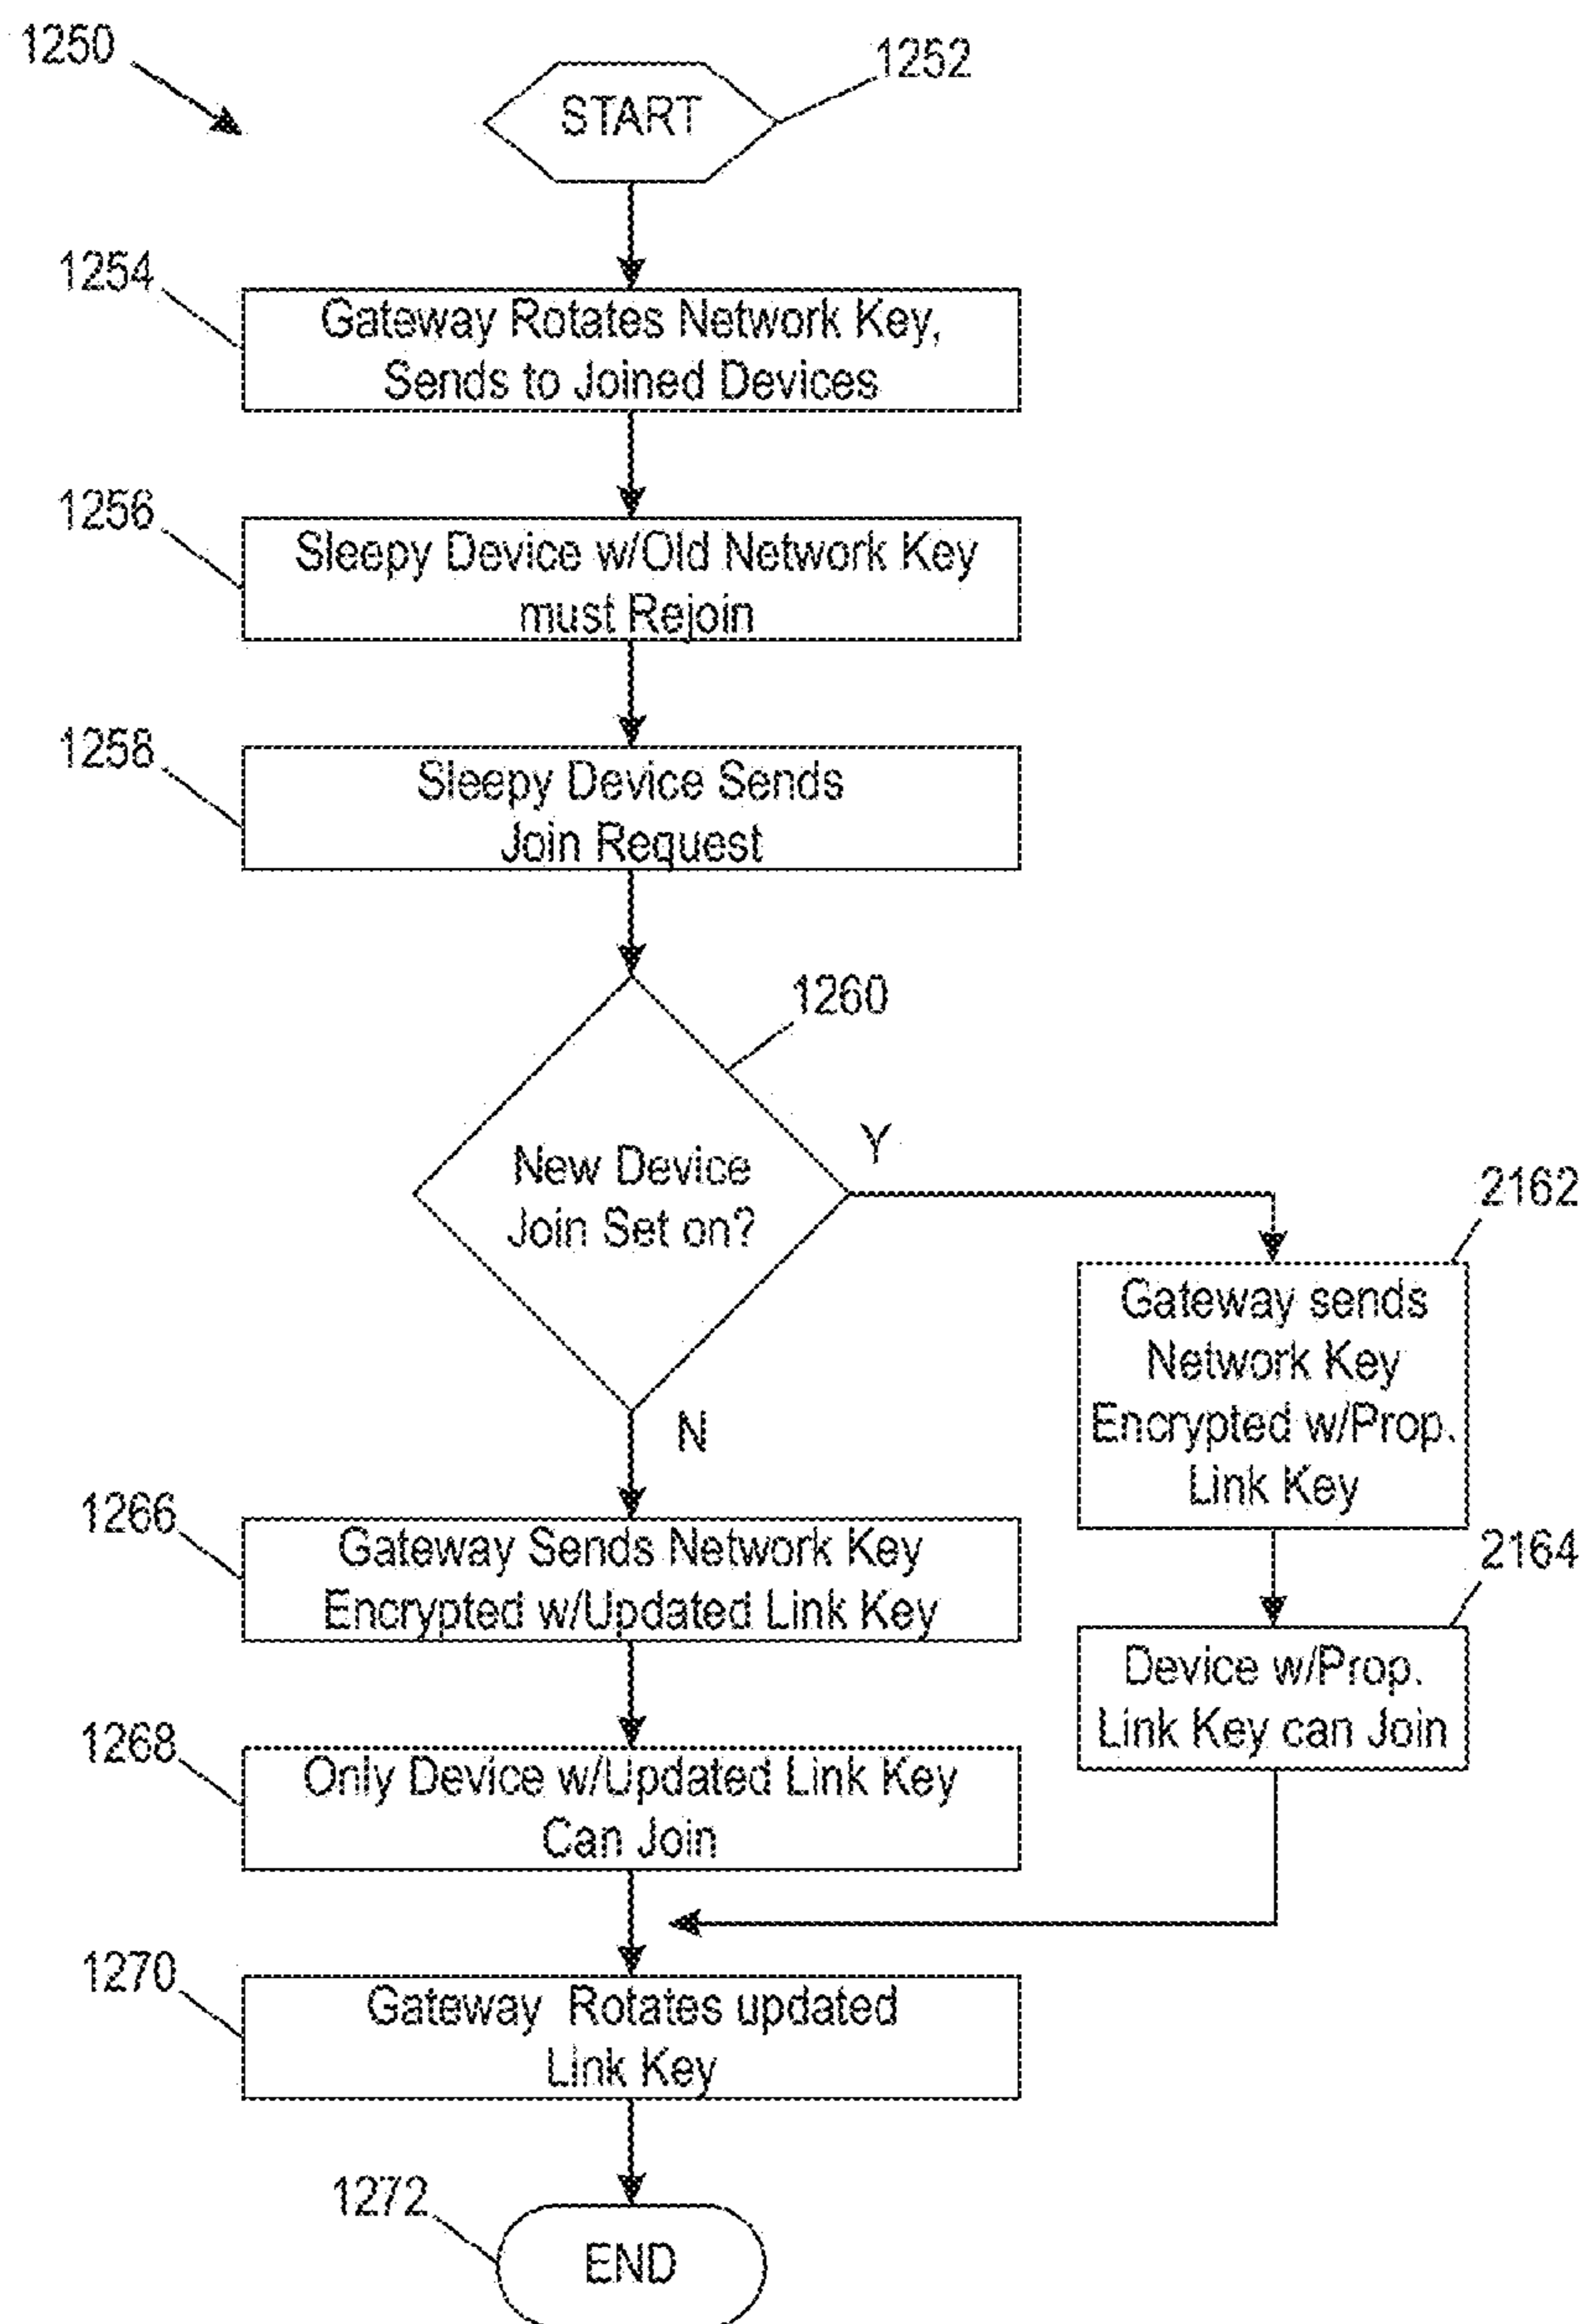 1250
START
1252
1254
Gateway Rotates Network Key,
Sends to Joined Devices
1256
Sleepy Device w/Old Network Key
must Rejoin
1258
Sleepy Device Sends
Join Request
1260
New Device
Join Set on?
Y
N
2162
Gateway sends
Network Key
Encrypted w/Prop.
Link Key
2164
Device w/Prop.
Link Key can Join
1266
Gateway Sends Network Key
Encrypted w/Updated Link Key
1268
Only Device w/Updated Link Key
Can Join
1270
Gateway Rotates updated
Link Key
1272
END